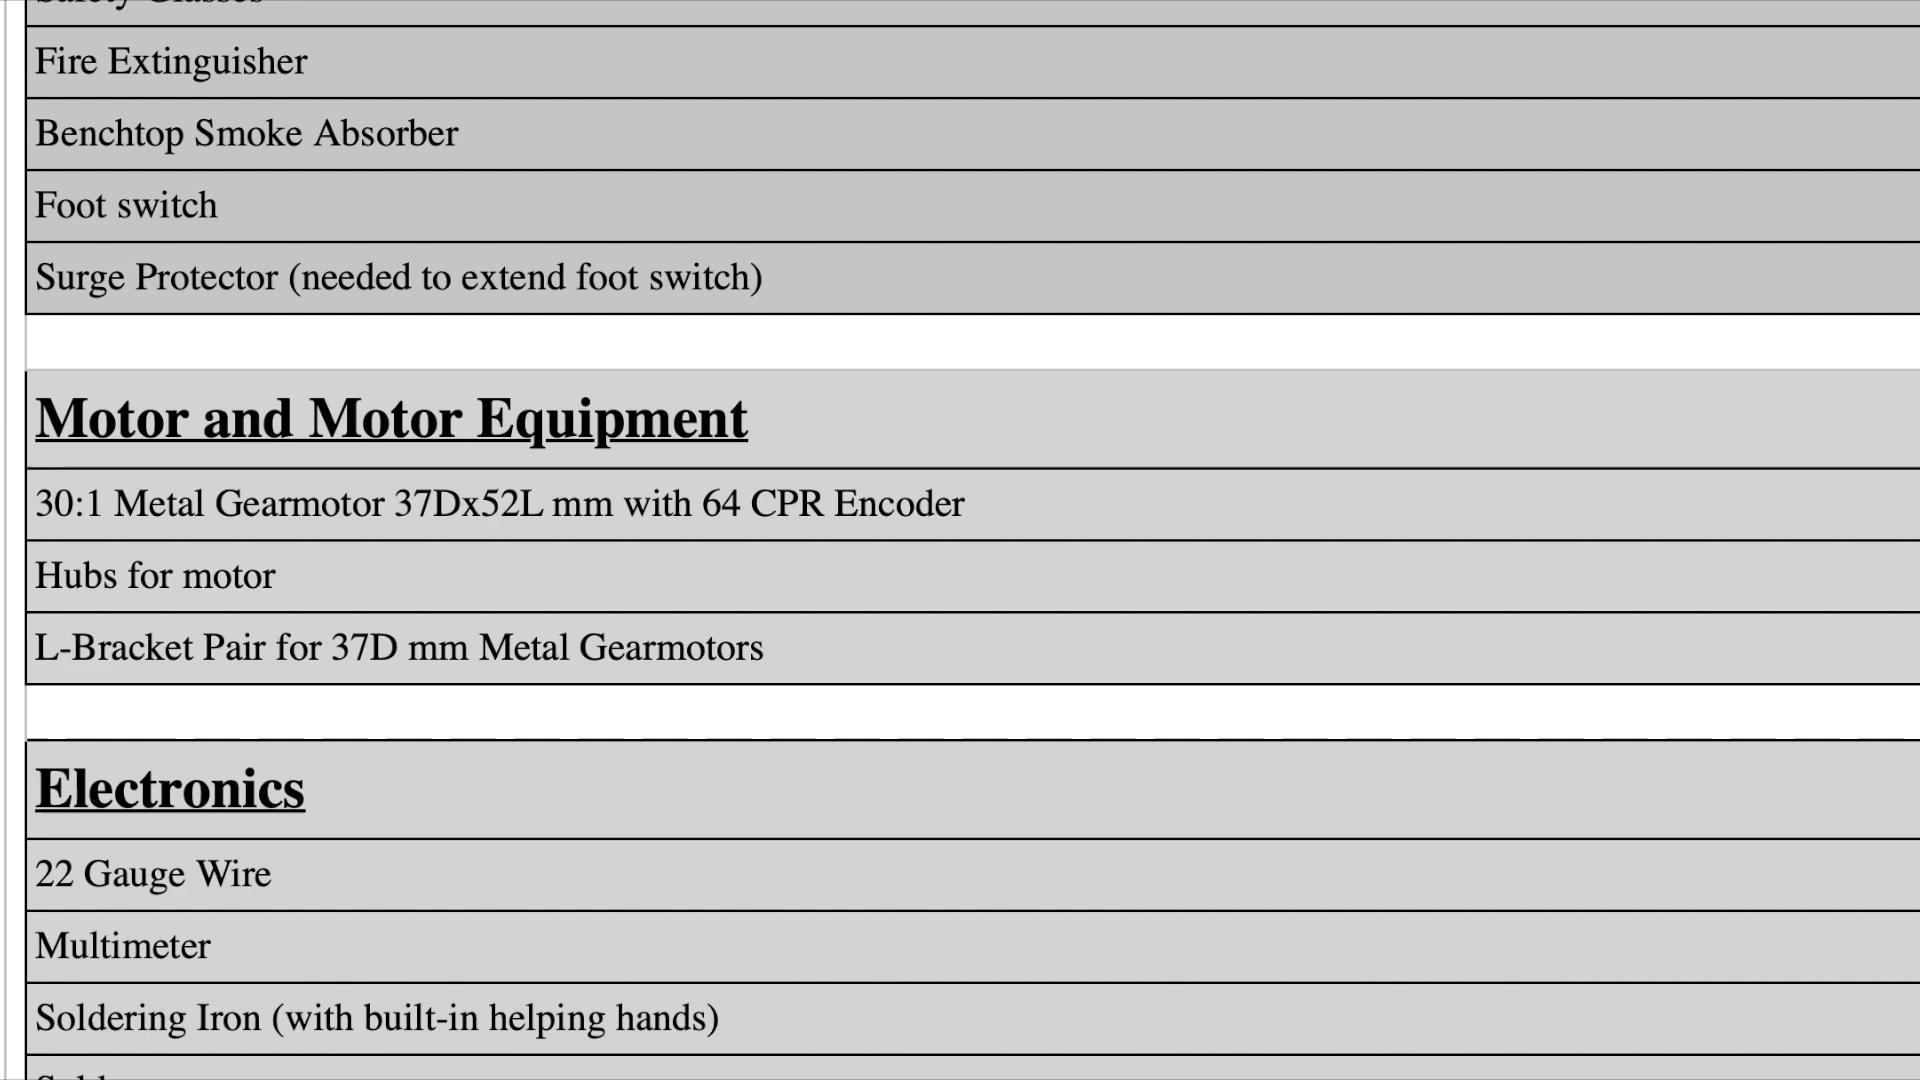 Safety Glasses
Fire Extinguisher
Benchtop Smoke Absorber
Foot switch
Surge Protector (needed to extend foot switch)
Motor and Motor Equipment
30:1 Metal Gearmotor 37Dx52L mm with 64 CPR Encoder
Hubs for motor
L-Bracket Pair for 37D mm Metal Gearmotors
Electronics
22 Gauge Wire
Multimeter
Soldering Iron (with built-in helping hands)